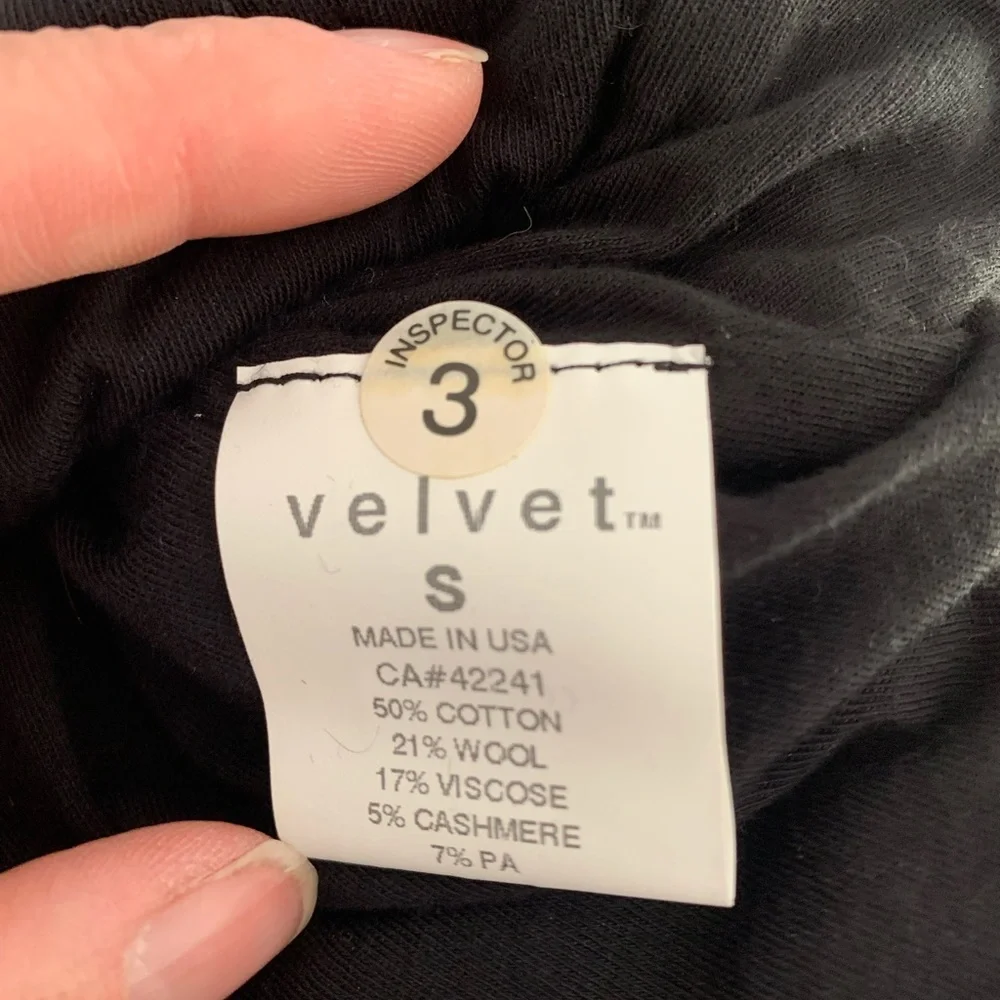 INSPECTOR
3
velvet™
S
MADE IN USA
CA#42241
50% COTTON
21% WOOL
17% VISCOSE
5% CASHMERE
7% PA